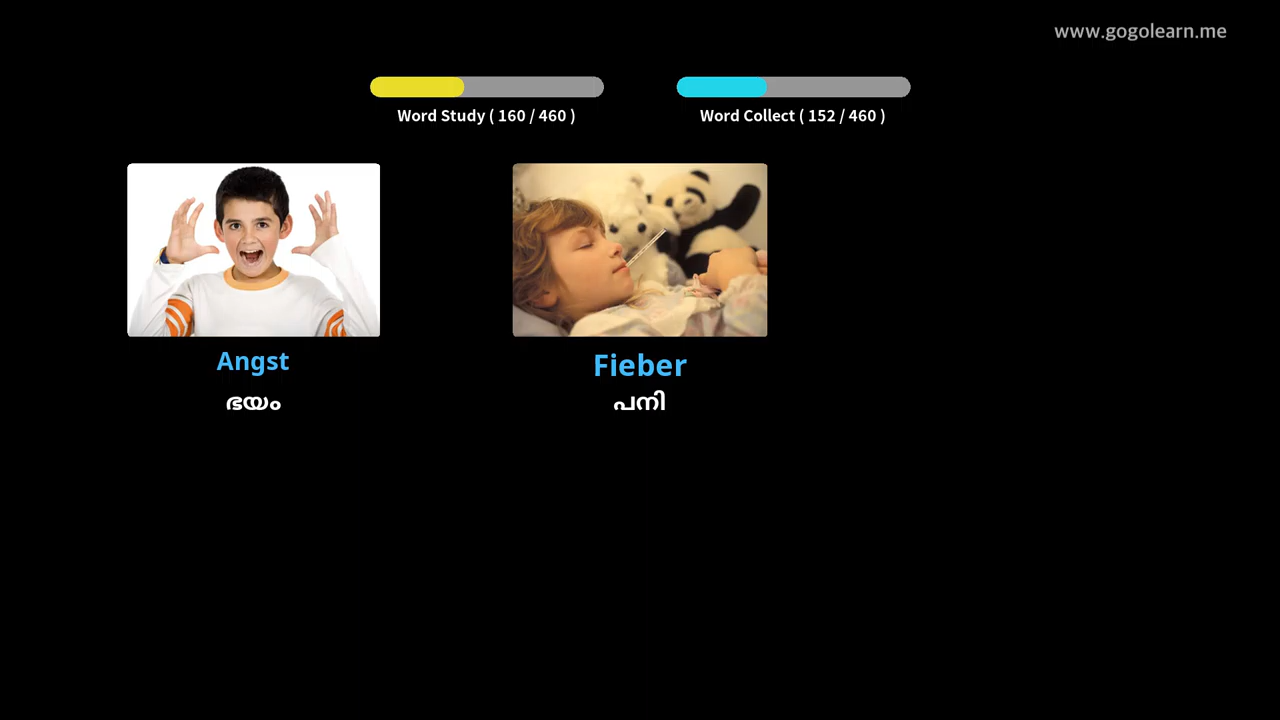 www.gogolearn.me
Word Study ( 160 / 460 )
Word Collect ( 152 / 460 )
Angst
ഭയം
Fieber
പനി